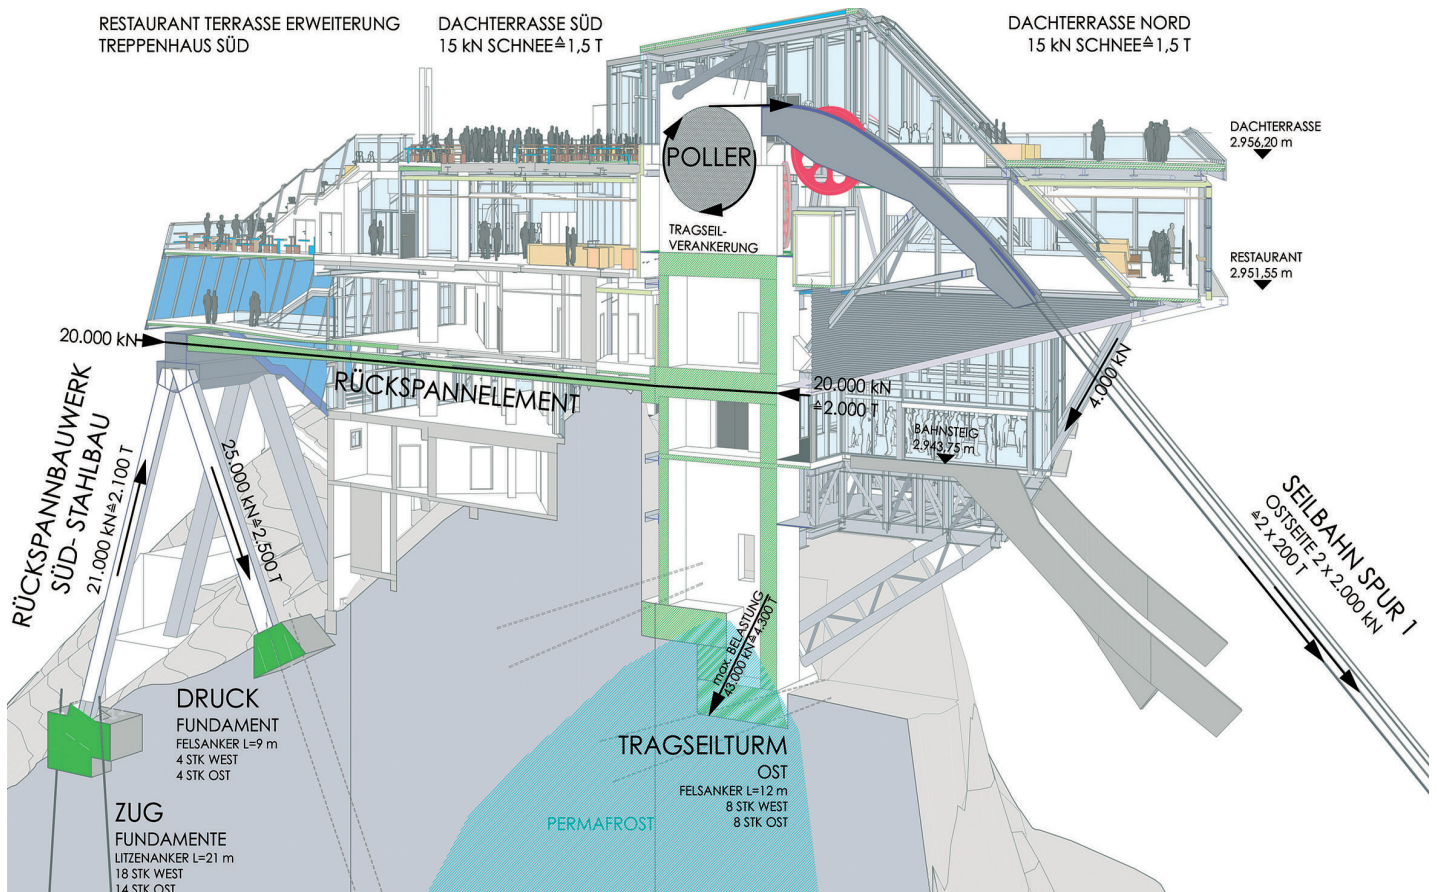 RESTAURANT TERRASSE ERWEITERUNG
TREPPENHAUS SÜD
DACHTERRASSE SÜD
15 kN SCHNEE≙1,5 T
DACHTERRASSE NORD
15 kN SCHNEE≙1,5 T
DACHTERRASSE
2.956,20 m
POLLER
TRAGSEIL-
VERANKERUNG
RESTAURANT
2.951,55 m
20.000 kN
RÜCKSPANNELEMENT
20.000 kN
≙2.000 T
4.000 kN
BAHNSTEIG
2.943,75 m
RÜCKSPANNBAUWERK
SÜD- STAHLBAU
21.000 kN≙2.100 T
25.000 kN≙2.500 T
SEILBAHN SPUR 1
OSTSEITE 2 x 2.000 kN
≙2 x 200 T
max. BELASTUNG
43.000 kN≙4.300 T
DRUCK
FUNDAMENT
FELSANKER L=9 m
4 STK WEST
4 STK OST
TRAGSEILTURM
OST
FELSANKER L=12 m
8 STK WEST
8 STK OST
PERMAFROST
ZUG
FUNDAMENTE
LITZENANKER L=21 m
18 STK WEST
14 STK OST